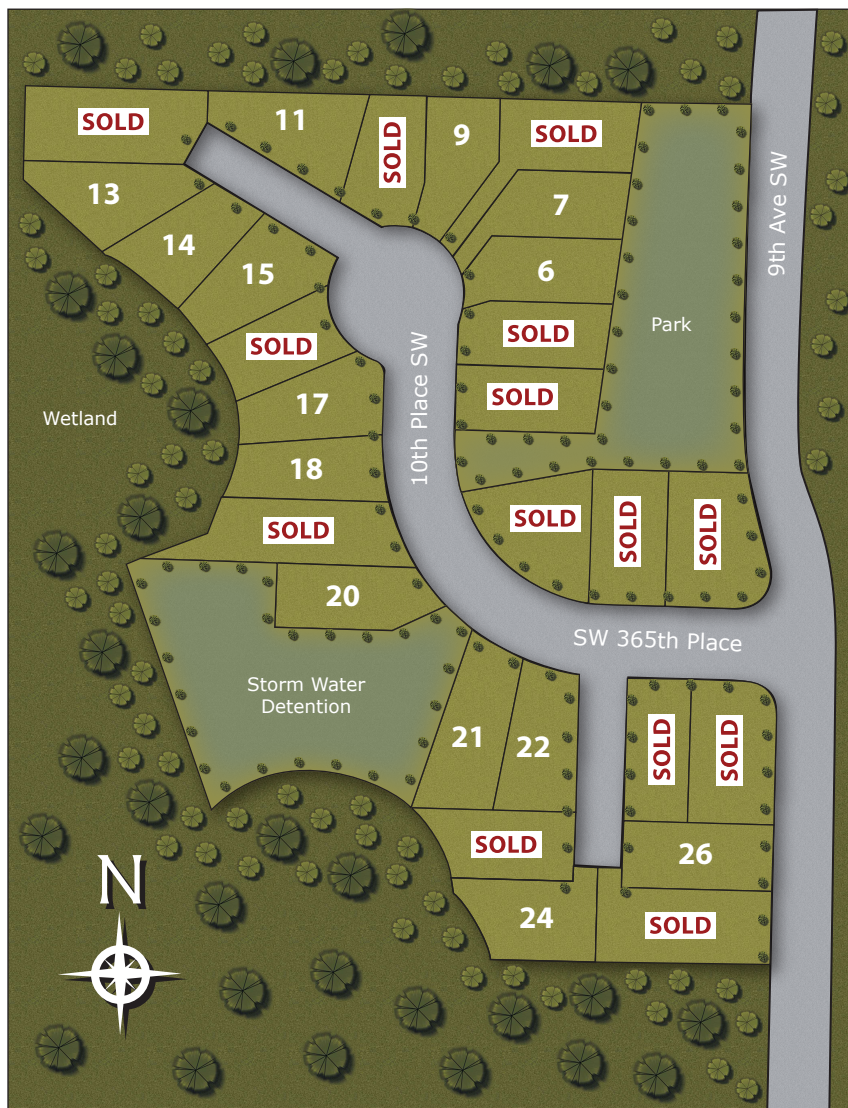 SOLD
11
SOLD
9
SOLD
13
7
14
15
6
9th Ave SW
SOLD
SOLD
Park
10th Place SW
SOLD
17
Wetland
18
SOLD
SOLD
SOLD
SOLD
20
SW 365th Place
Storm Water
Detention
21
22
SOLD
SOLD
SOLD
26
24
SOLD
N